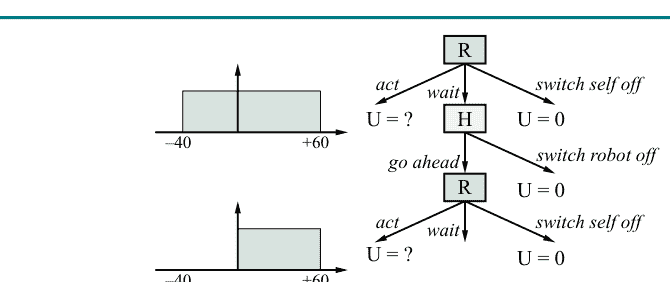 R
act
wait
switch self off
U = ?
H
U = 0
–40
+60
go ahead
switch robot off
R
U = 0
act
wait
switch self off
U = ?
U = 0
–40
+60